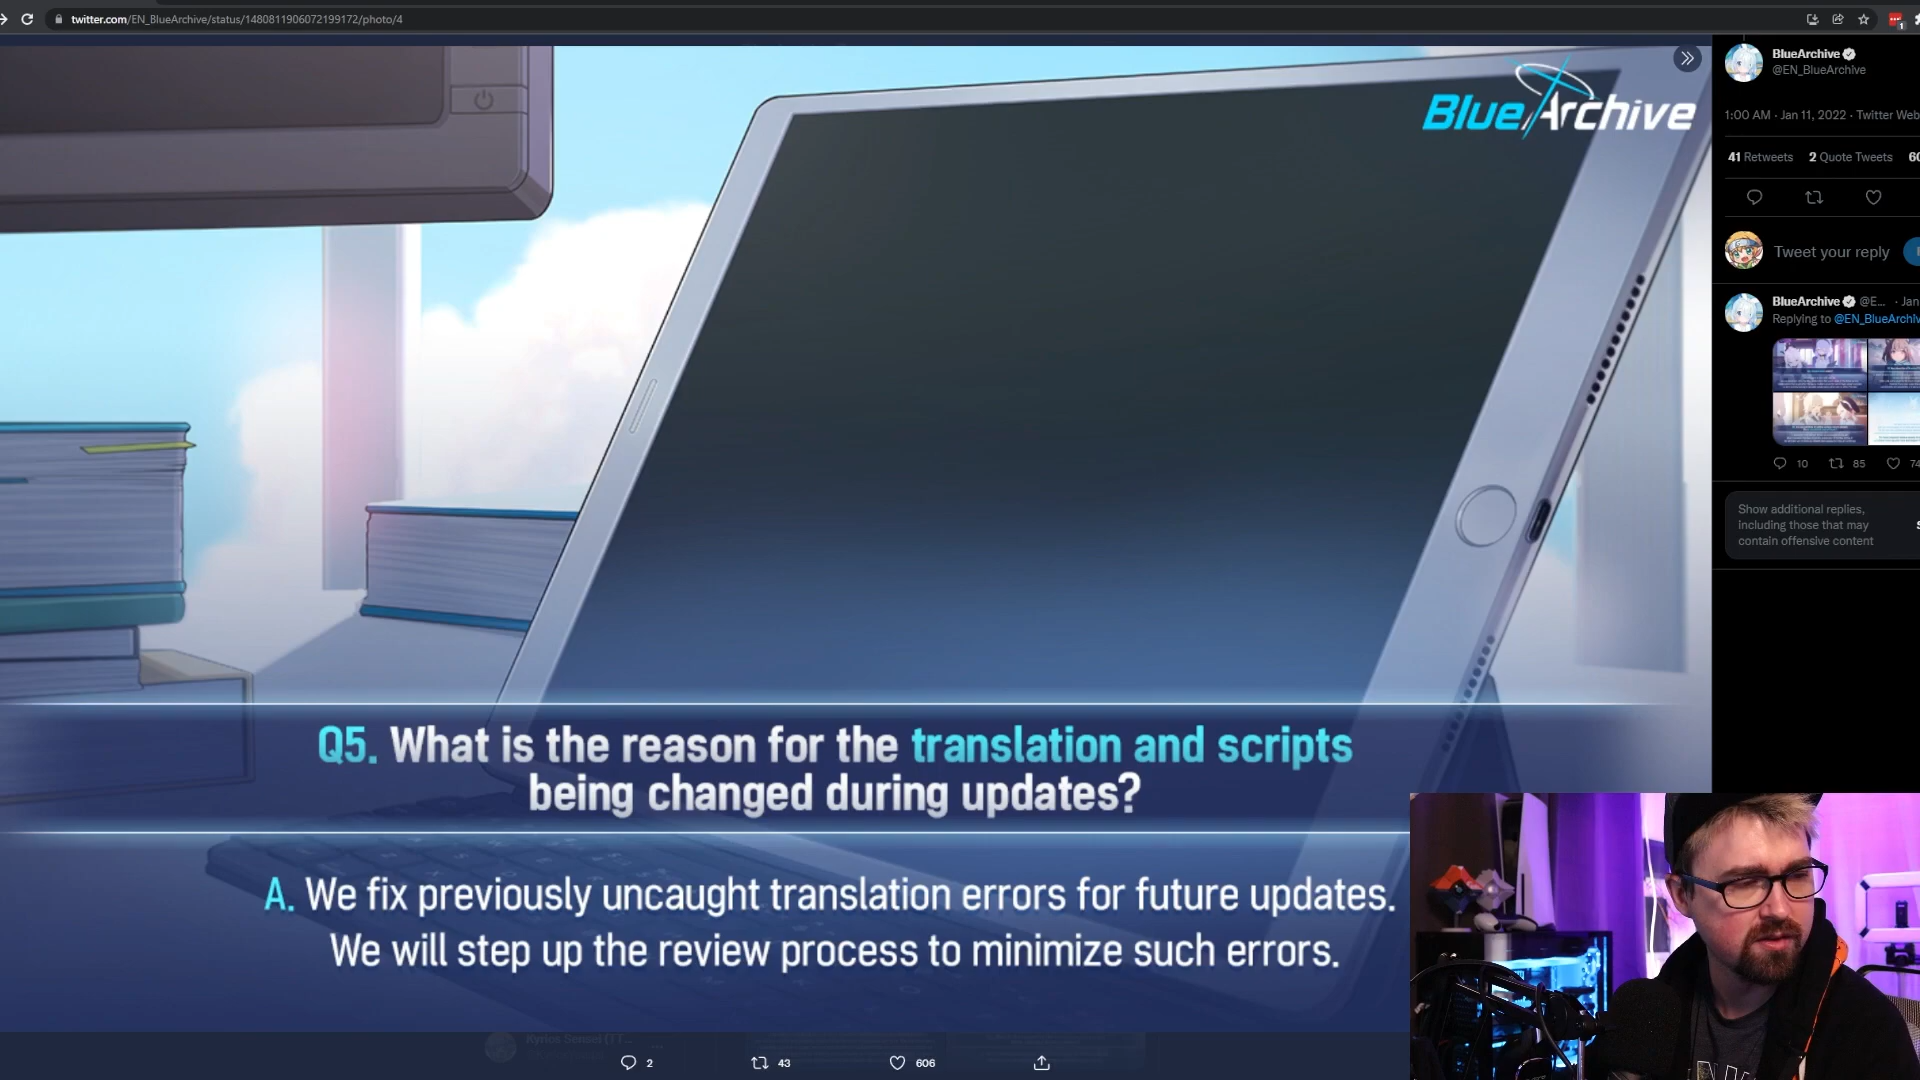 twitter.com/EN_BlueArchive/status/1480811906072199172/photo/4
Blue Archive
Q5. What is the reason for the translation and scripts
being changed during updates?
A. We fix previously uncaught translation errors for future updates.
We will step up the review process to minimize such errors.
2
43
606
BlueArchive
@EN_BlueArchive
1:00 AM · Jan 11, 2022 · Twitter Web
41 Retweets 2 Quote Tweets 60
Tweet your reply
BlueArchive @E... · Jan
Replying to @EN_BlueArchiv
10
85
74
Show additional replies,
including those that may
contain offensive content